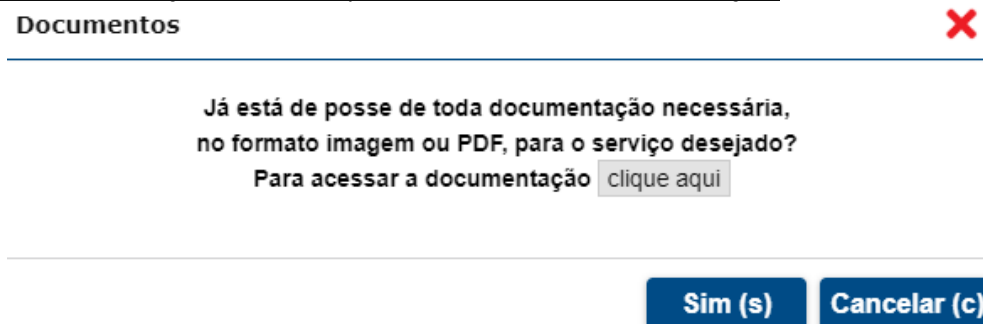 Documentos
Já está de posse de toda documentação necessária,
no formato imagem ou PDF, para o serviço desejado?
Para acessar a documentação clique aqui
Sim (s) Cancelar (c)